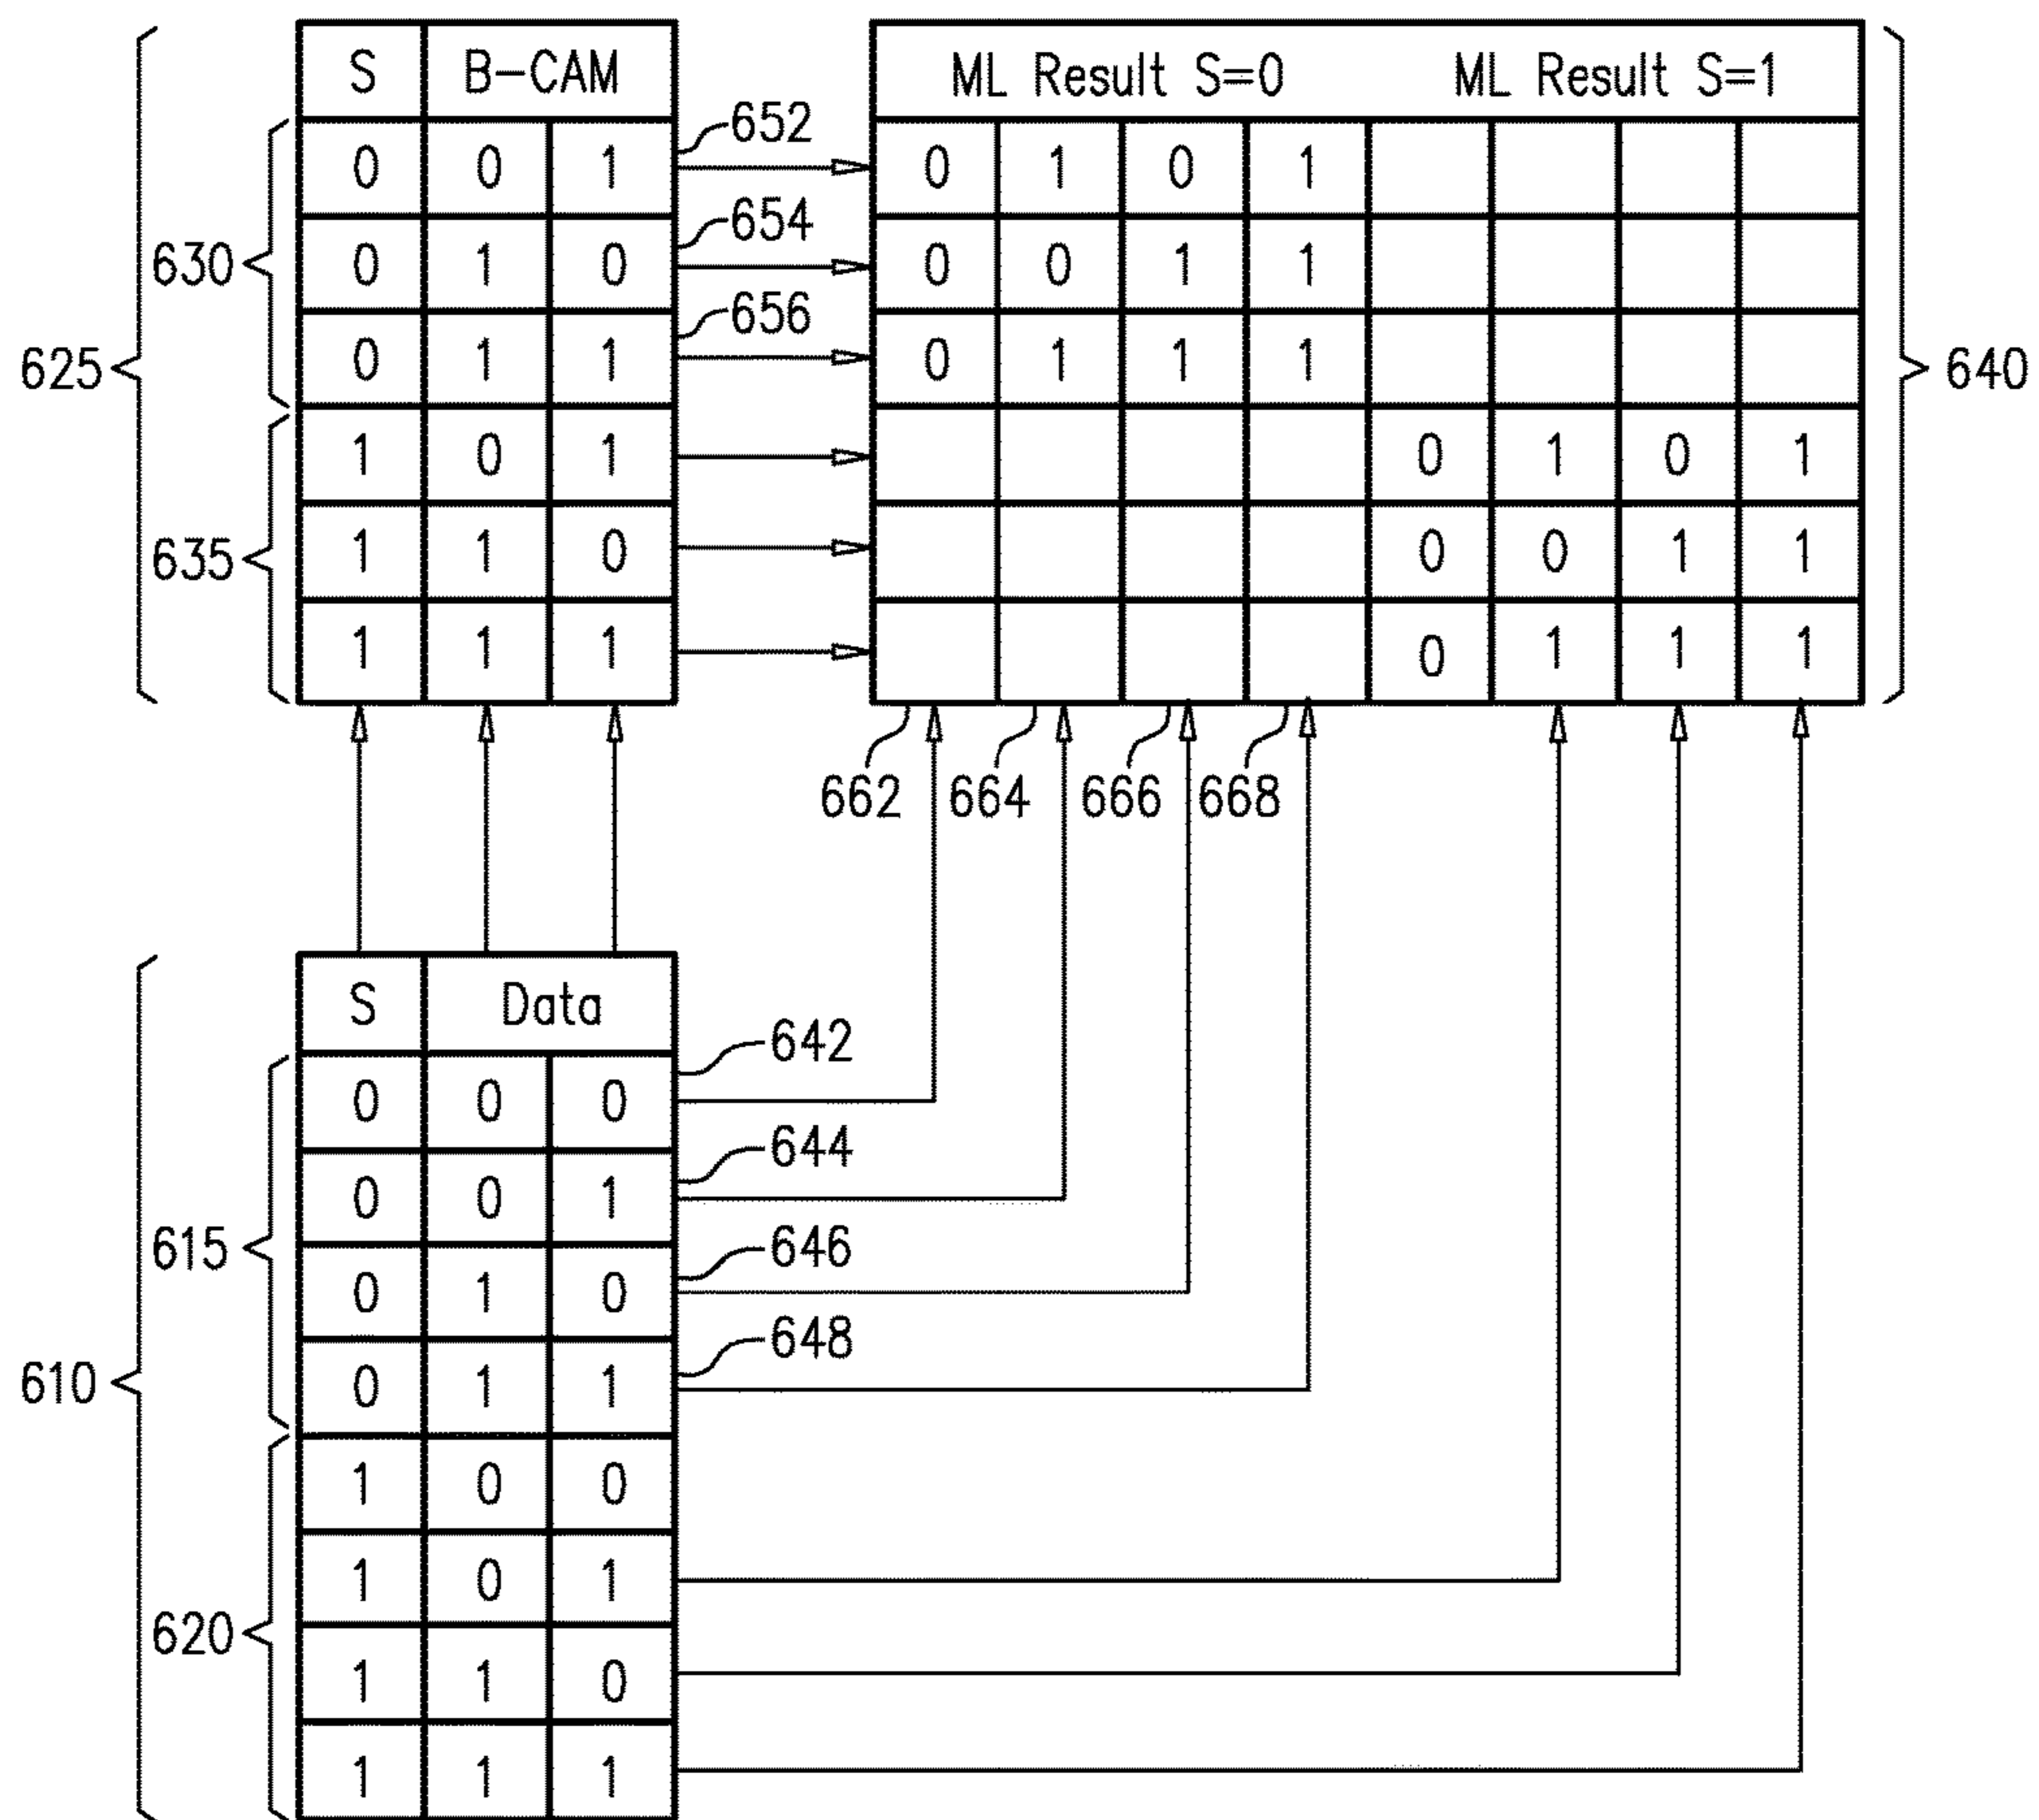 S B-CAM ML Result S=0 ML Result S=1
652
0 0 1 0 1 0 1
654
630 0 1 0 0 0 1 1
656
0 1 1 0 1 1 1
625 640
1 0 1 0 1 0 1
635 1 1 0 0 0 1 1
1 1 1 0 1 1 1
662 664 666 668
S Data
642
0 0 0
644
0 0 1
615
646
0 1 0
648
610 0 1 1
1 0 0
1 0 1
620
1 1 0
1 1 1